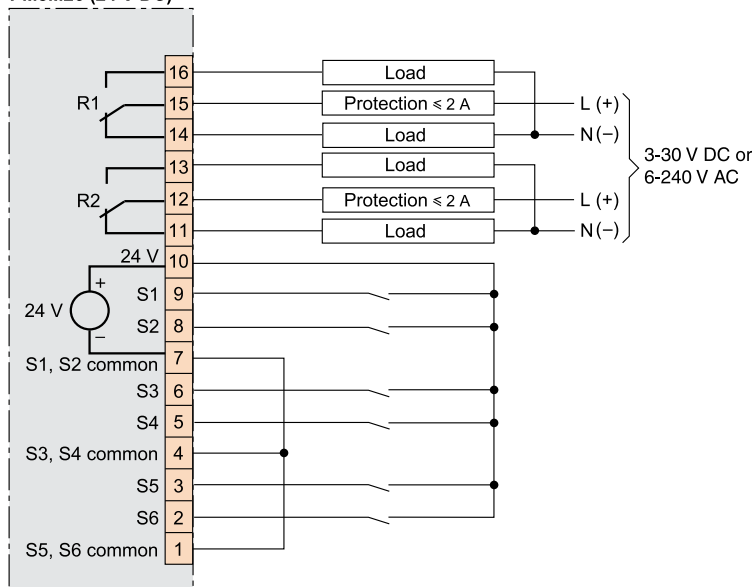 16 Load
R1 15 Protection ≤ 2 A L (+)
14 Load N (–)
13 Load
3-30 V DC or
6-240 V AC
R2 12 Protection ≤ 2 A L (+)
11 Load N (–)
24 V 10
+
S1 9
24 V
S2 8
–
7
S1, S2 common
S3 6
S4 5
S3, S4 common 4
S5 3
S6 2
S5, S6 common 1